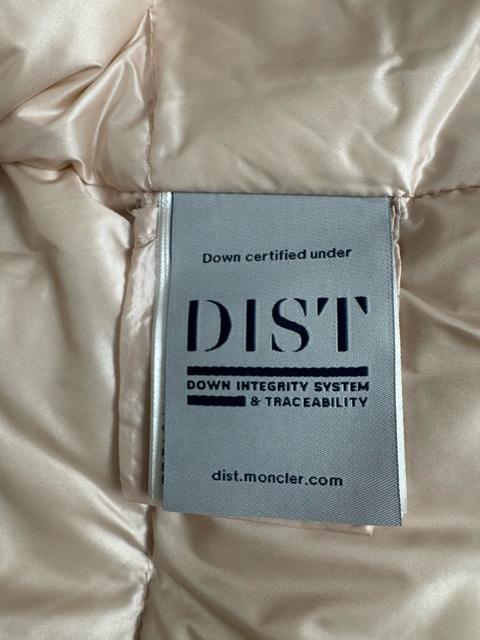 Down certified under
DIST
DOWN INTEGRITY SYSTEM
& TRACEABILITY
dist.moncler.com